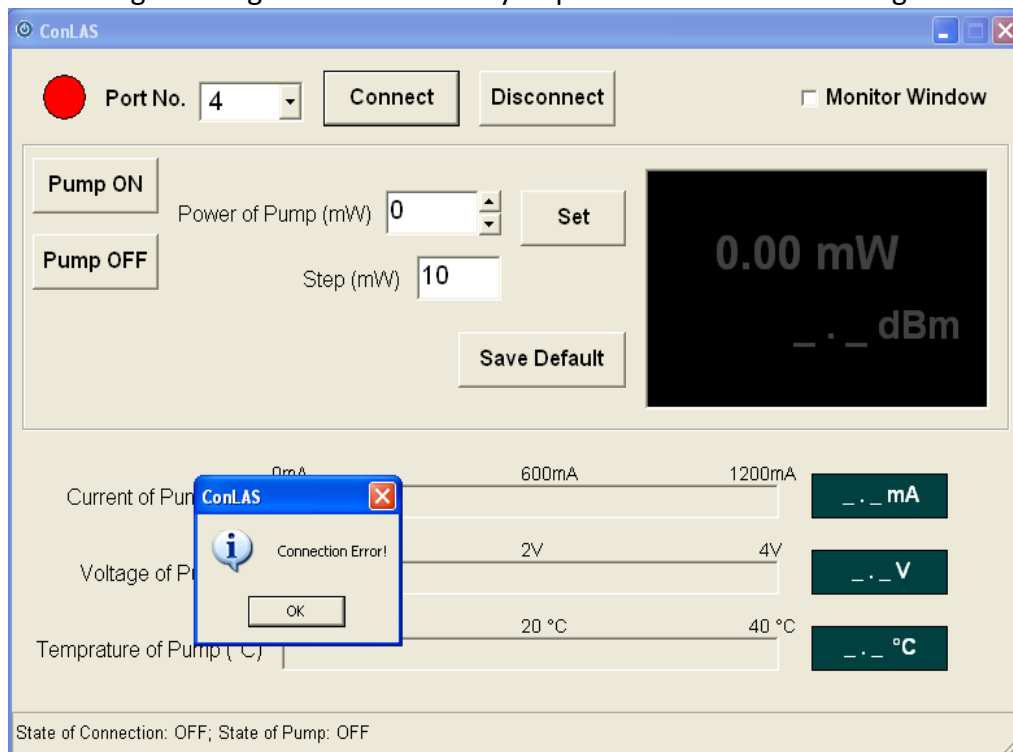 ConLAS
Port No. 4 Connect Disconnect Monitor Window
Pump ON
Power of Pump (mW) 0 Set
Pump OFF
Step (mW) 10
0.00 mW
_ . _ dBm
Save Default
0mA 600mA 1200mA
Current of Pum
_ . _ mA
ConLAS
Connection Error!
OK
2V 4V
Voltage of P
_ . _ V
20 °C 40 °C
Temprature of Pump (°C)
_ . _ °C
State of Connection: OFF; State of Pump: OFF